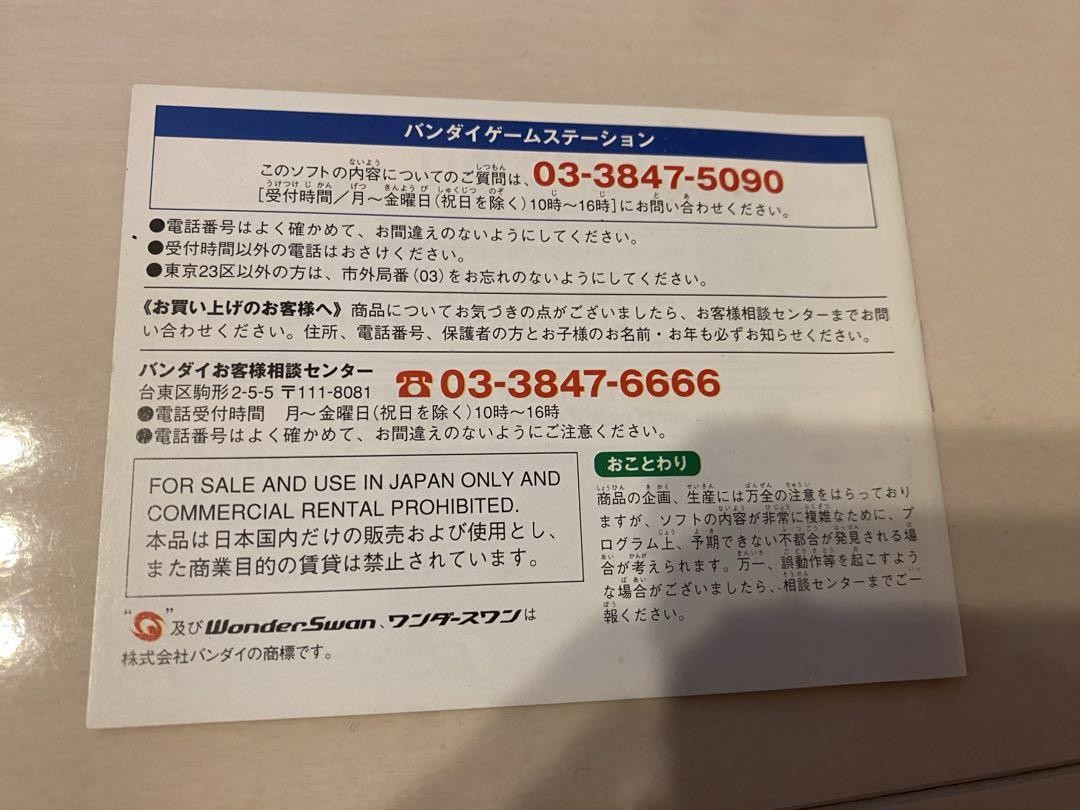 バンダイゲームステーション
このソフトの内容についてのご質問は、03-3847-5090
[受付時間/月～金曜日(祝日を除く)10時～16時]にお問い合わせください。
●電話番号はよく確かめて、お間違えのないようにしてください。
●受付時間以外の電話はおさけください。
●東京23区以外の方は、市外局番(03)をお忘れのないようにしてください。
《お買い上げのお客様へ》商品についてお気づきの点がございましたら、お客様相談センターまでお問
い合わせください。住所、電話番号、保護者の方とお子様のお名前・お年も必ずお知らせください。
バンダイお客様相談センター
台東区駒形2-5-5 〒111-8081 ☎03-3847-6666
●電話受付時間 月～金曜日(祝日を除く)10時～16時
●電話番号はよく確かめて、お間違えのないようにご注意ください。
FOR SALE AND USE IN JAPAN ONLY AND
COMMERCIAL RENTAL PROHIBITED.
本品は日本国内だけの販売および使用とし、
また商業目的の賃貸は禁止されています。
“ ”及びWonderSwan、ワンダースワンは
株式会社バンダイの商標です。
おことわり
商品の企画、生産には万全の注意をはらっており
ますが、ソフトの内容が非常に複雑なために、プ
ログラム上、予期できない不都合が発見される場
合が考えられます。万一、誤動作等を起こすよう
な場合がございましたら、相談センターまでご一
報ください。